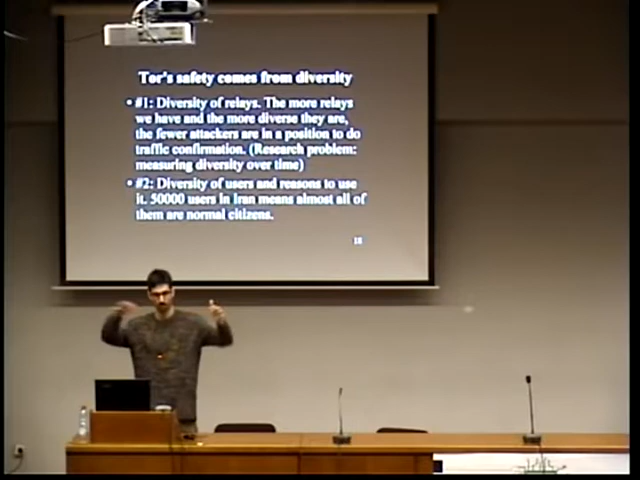 Tor's safety comes from diversity
• #1: Diversity of relays. The more relays
we have and the more diverse they are,
the fewer attackers are in a position to do
traffic confirmation. (Research problem:
measuring diversity over time)
• #2: Diversity of users and reasons to use
it. 50000 users in Iran means almost all of
them are normal citizens.
18